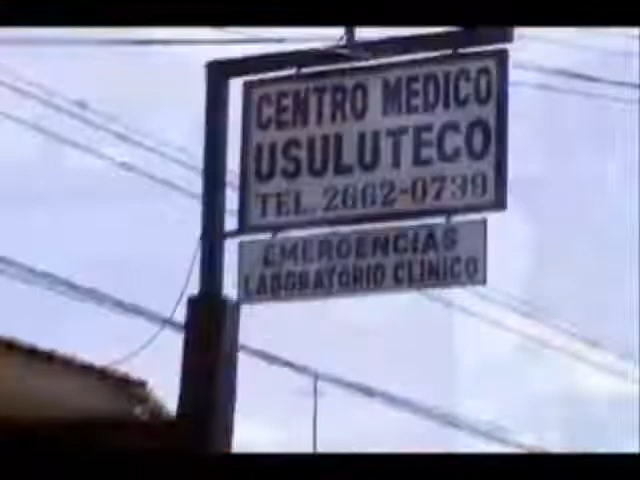 CENTRO MEDICO
USULUTECO
TEL. 2662-0739
EMERGENCIAS
LABORATORIO CLINICO